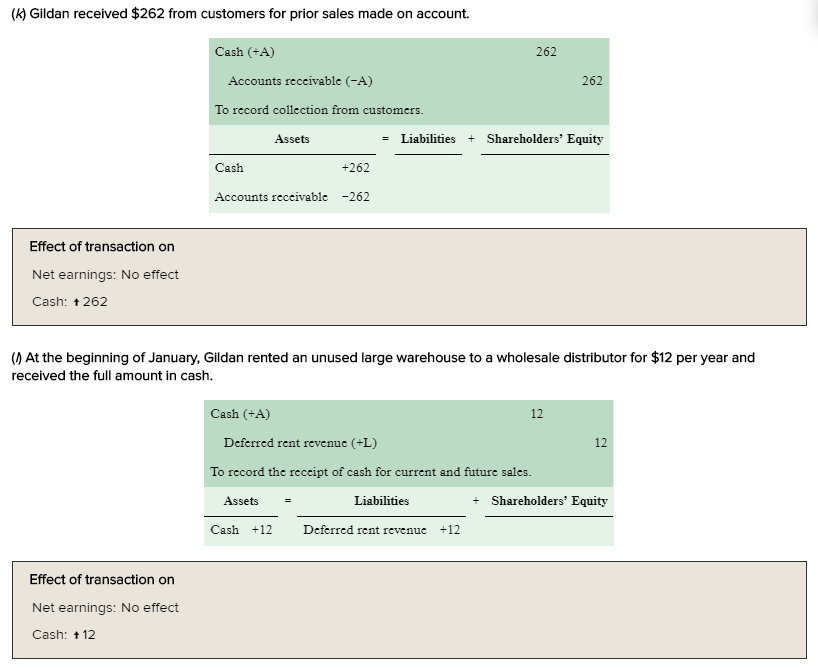 (k) Gildan received $262 from customers for prior sales made on account.
Cash (+A) 262
Accounts receivable (−A) 262
To record collection from customers.
Assets = Liabilities + Shareholders’ Equity
Cash +262
Accounts receivable −262
Effect of transaction on
Net earnings: No effect
Cash: ↑ 262
(l) At the beginning of January, Gildan rented an unused large warehouse to a wholesale distributor for $12 per year and
received the full amount in cash.
Cash (+A) 12
Deferred rent revenue (+L) 12
To record the receipt of cash for current and future sales.
Assets = Liabilities + Shareholders’ Equity
Cash +12 Deferred rent revenue +12
Effect of transaction on
Net earnings: No effect
Cash: ↑ 12